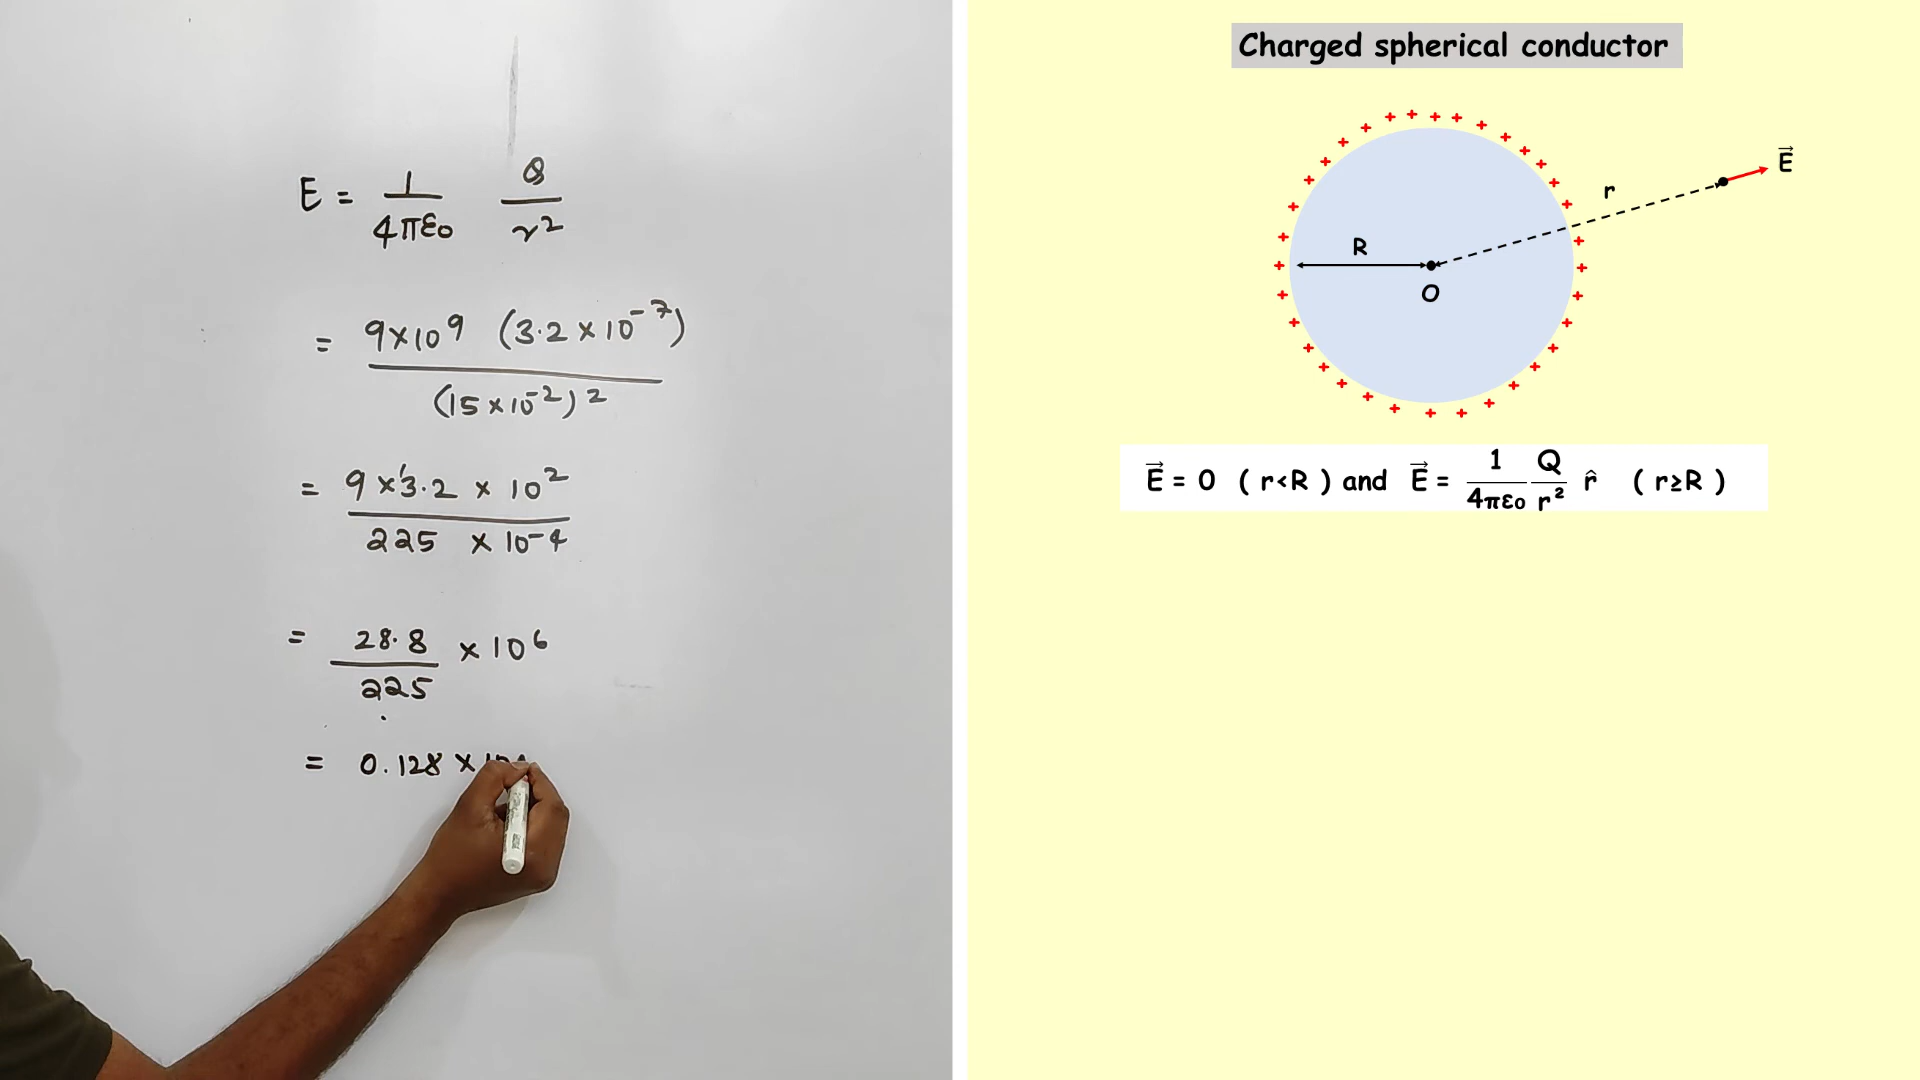 E = 1/4πε₀ Q/r²
= 9×10⁹ (3.2×10⁻⁷)/(15×10⁻²)²
= 9×3.2 × 10²/225 × 10⁻⁴
= 28.8/225 × 10⁶
= 0.128 ×
Charged spherical conductor
E⃗
r
R
O
E⃗ = 0 ( r<R ) and E⃗ = 1/4πε₀ Q/r² r̂ ( r≥R )